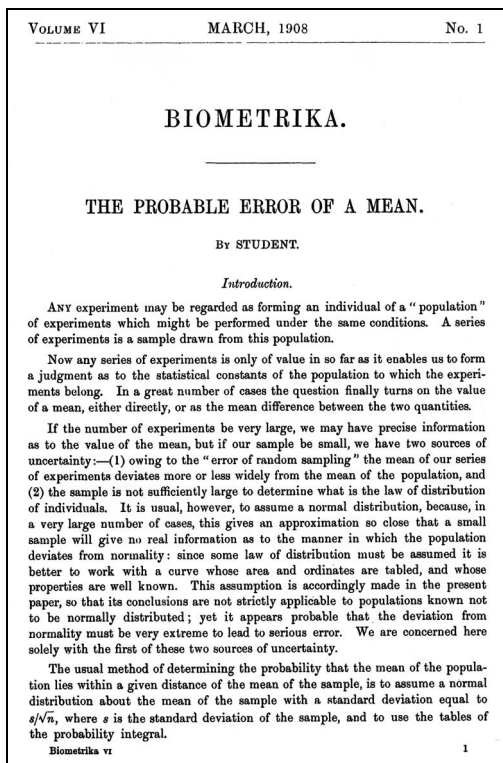 VOLUME VI MARCH, 1908 No. 1
BIOMETRIKA.
THE PROBABLE ERROR OF A MEAN.
BY STUDENT.
Introduction.
ANY experiment may be regarded as forming an individual of a "population"
of experiments which might be performed under the same conditions. A series
of experiments is a sample drawn from this population.
Now any series of experiments is only of value in so far as it enables us to form
a judgment as to the statistical constants of the population to which the experi-
ments belong. In a great number of cases the question finally turns on the value
of a mean, either directly, or as the mean difference between the two quantities.
If the number of experiments be very large, we may have precise information
as to the value of the mean, but if our sample be small, we have two sources of
uncertainty:—(1) owing to the "error of random sampling" the mean of our series
of experiments deviates more or less widely from the mean of the population, and
(2) the sample is not sufficiently large to determine what is the law of distribution
of individuals. It is usual, however, to assume a normal distribution, because, in
a very large number of cases, this gives an approximation so close that a small
sample will give no real information as to the manner in which the population
deviates from normality: since some law of distribution must be assumed it is
better to work with a curve whose area and ordinates are tabled, and whose
properties are well known. This assumption is accordingly made in the present
paper, so that its conclusions are not strictly applicable to populations known not
to be normally distributed; yet it appears probable that the deviation from
normality must be very extreme to lead to serious error. We are concerned here
solely with the first of these two sources of uncertainty.
The usual method of determining the probability that the mean of the popula-
tion lies within a given distance of the mean of the sample, is to assume a normal
distribution about the mean of the sample with a standard deviation equal to
s/√n, where s is the standard deviation of the sample, and to use the tables of
the probability integral.
Biometrika VI 1